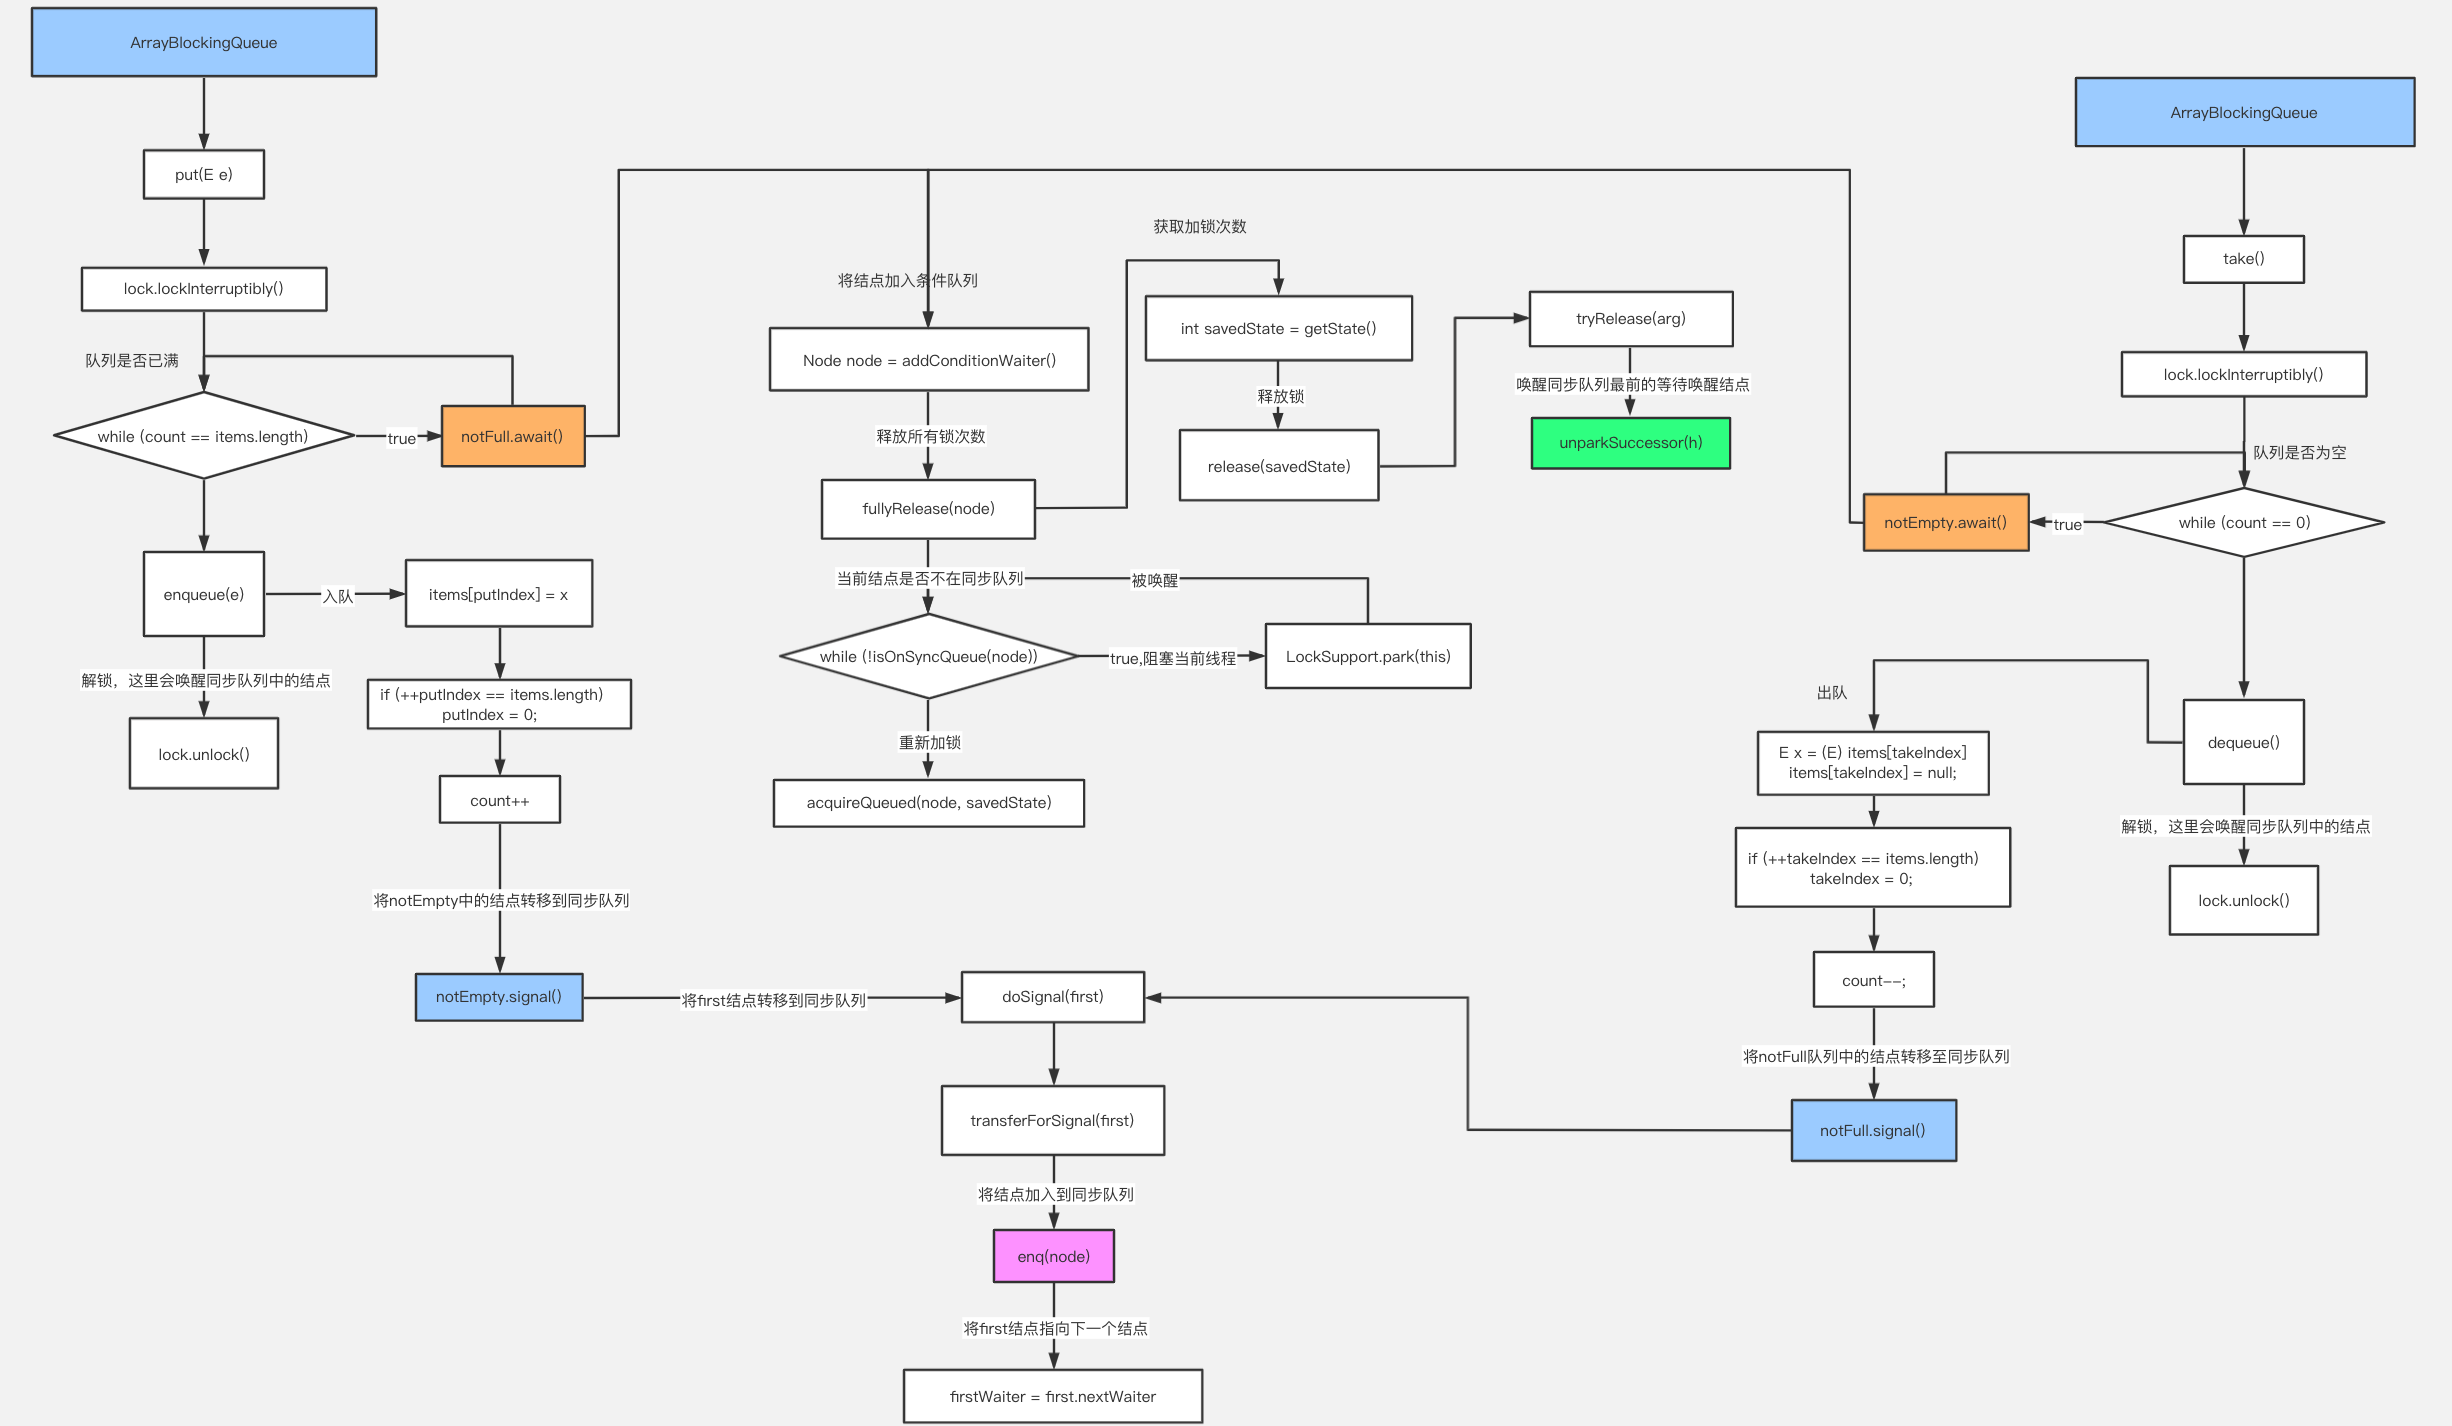 ArrayBlockingQueue
put(E e)
lock.lockInterruptibly()
队列是否已满
while (count == items.length)
true
notFull.await()
enqueue(e)
入队
items[putIndex] = x
解锁，这里会唤醒同步队列中的结点
lock.unlock()
if (++putIndex == items.length)
putIndex = 0;
count++
将notEmpty中的结点转移到同步队列
notEmpty.signal()
将first结点转移到同步队列
将结点加入条件队列
Node node = addConditionWaiter()
释放所有锁次数
fullyRelease(node)
获取加锁次数
int savedState = getState()
释放锁
release(savedState)
tryRelease(arg)
唤醒同步队列最前的等待唤醒结点
unparkSuccessor(h)
当前结点是否不在同步队列
被唤醒
while (!isOnSyncQueue(node))
true,阻塞当前线程
LockSupport.park(this)
重新加锁
acquireQueued(node, savedState)
doSignal(first)
transferForSignal(first)
将结点加入到同步队列
enq(node)
将first结点指向下一个结点
firstWaiter = first.nextWaiter
ArrayBlockingQueue
take()
lock.lockInterruptibly()
队列是否为空
while (count == 0)
true
notEmpty.await()
dequeue()
出队
E x = (E) items[takeIndex]
items[takeIndex] = null;
if (++takeIndex == items.length)
takeIndex = 0;
count--;
将notFull队列中的结点转移至同步队列
notFull.signal()
解锁，这里会唤醒同步队列中的结点
lock.unlock()